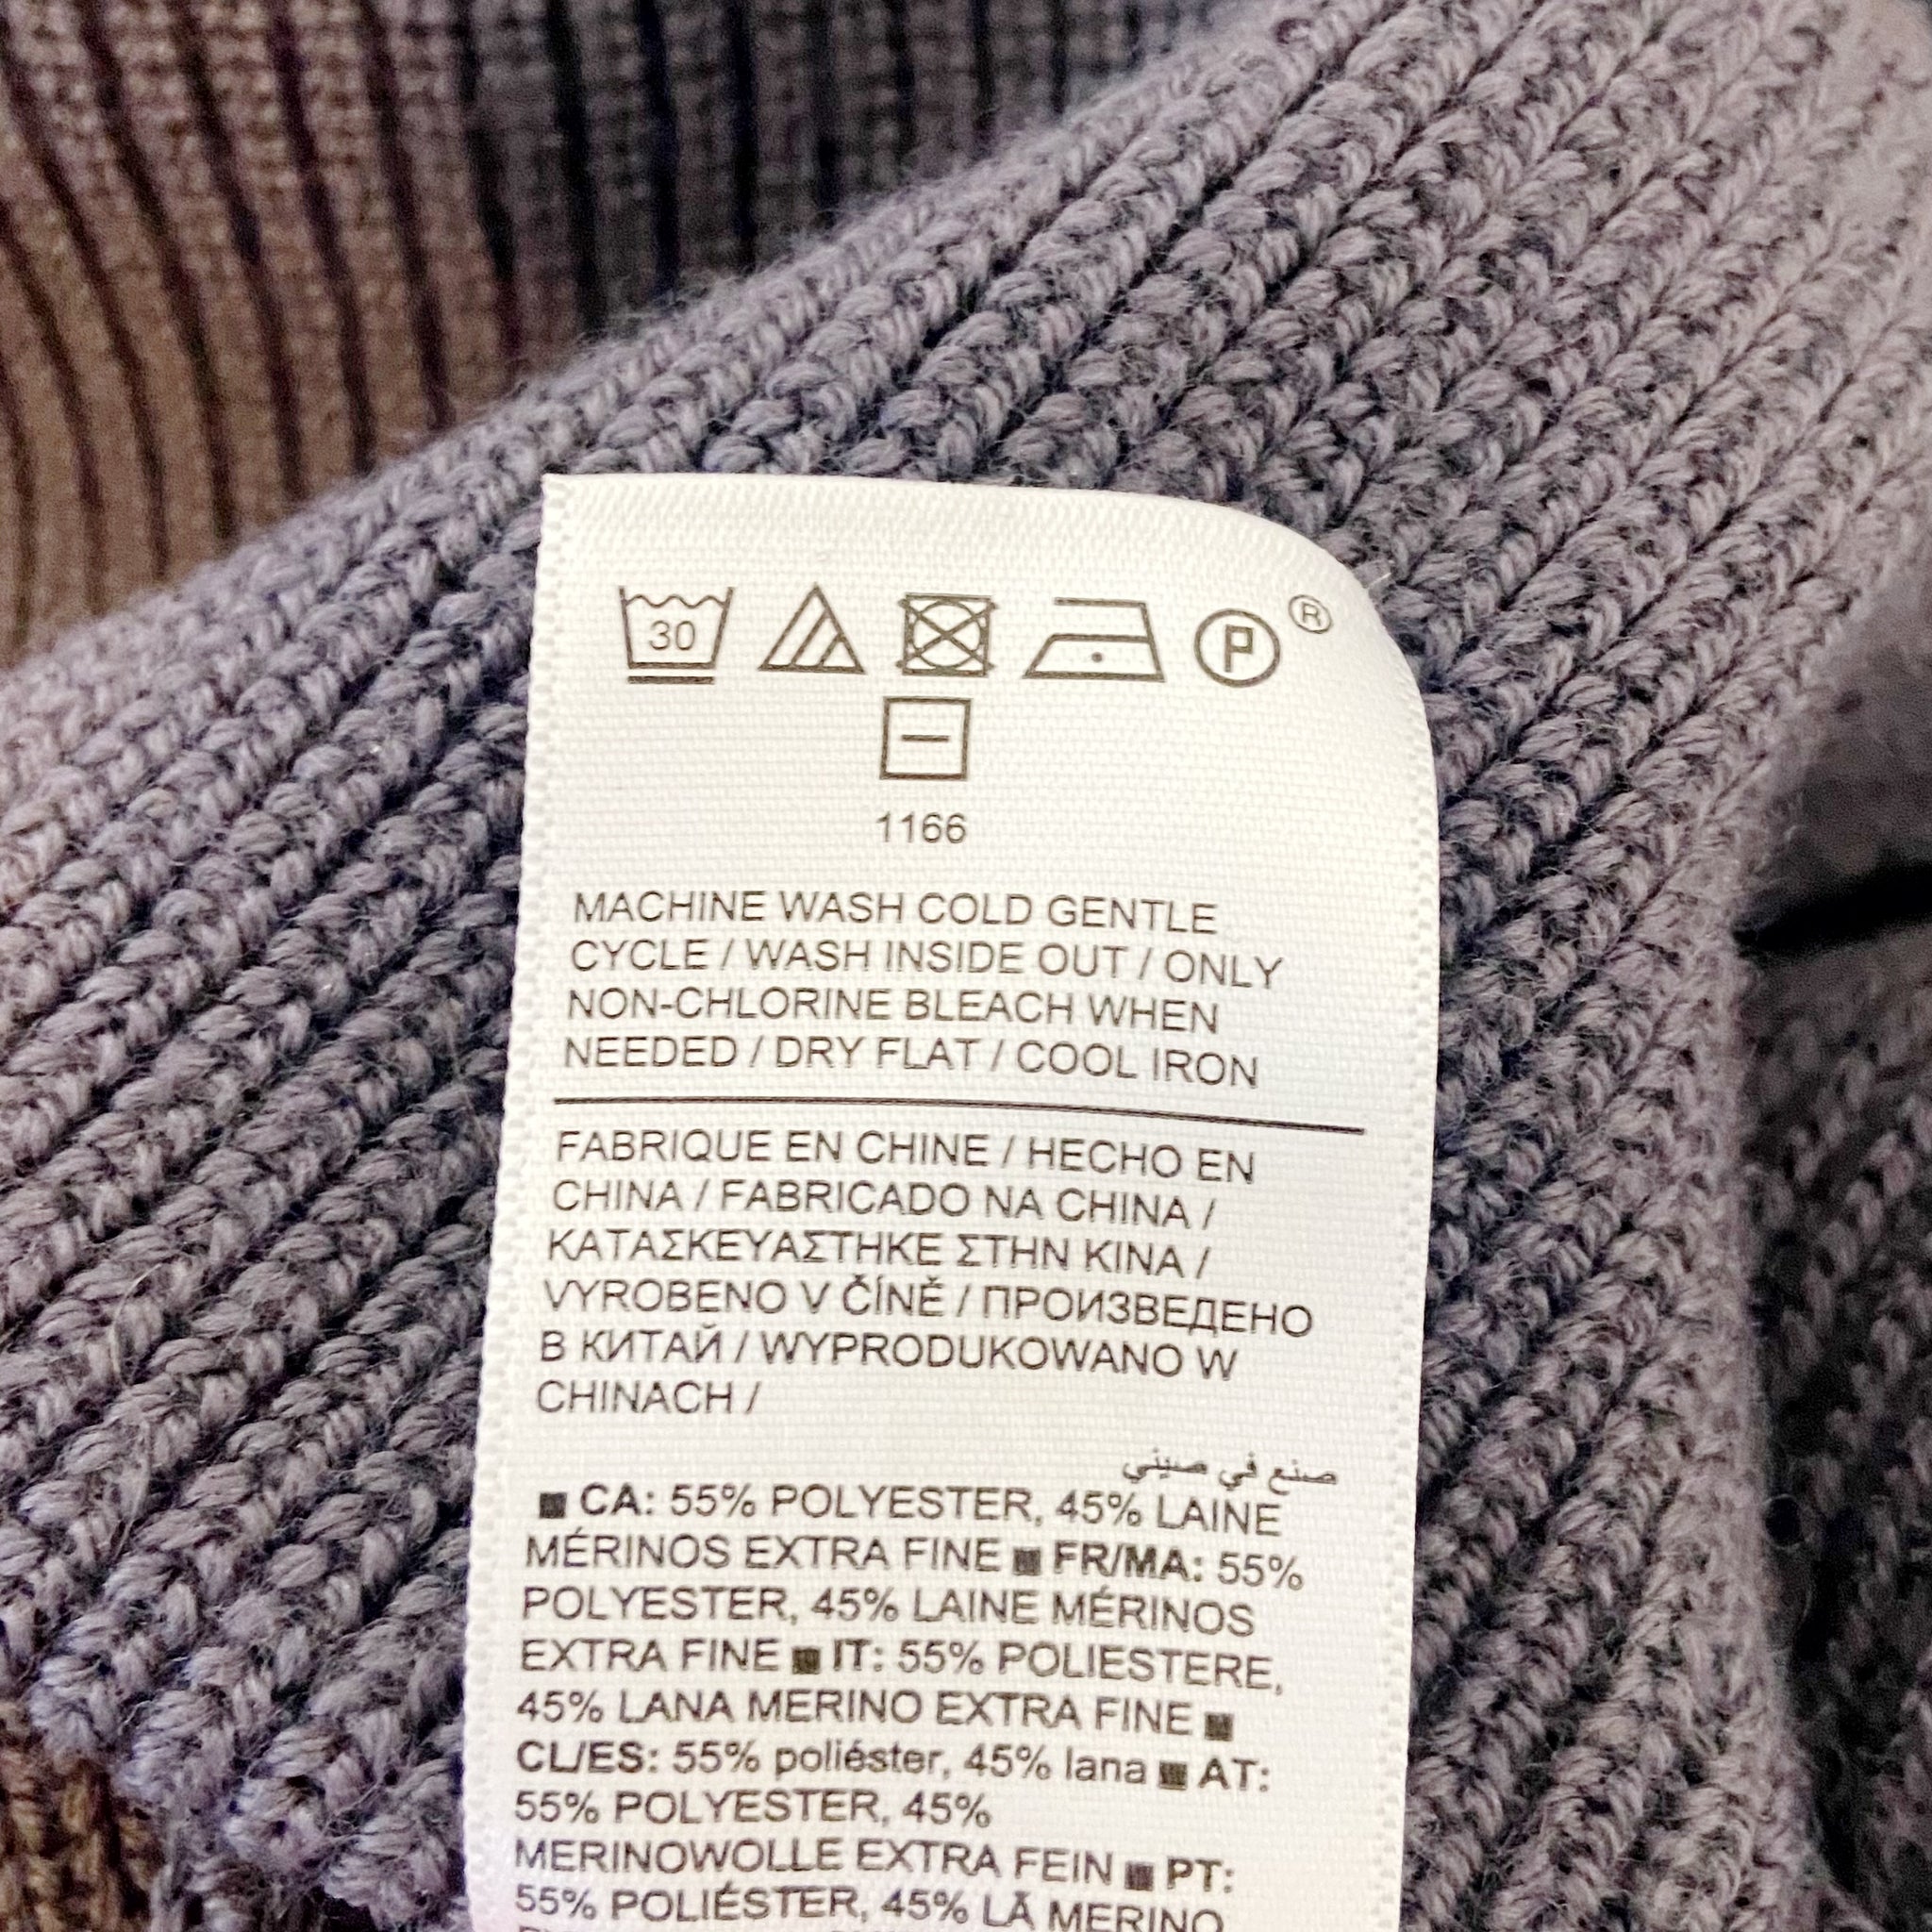 30
P ®
1166
MACHINE WASH COLD GENTLE
CYCLE / WASH INSIDE OUT / ONLY
NON-CHLORINE BLEACH WHEN
NEEDED / DRY FLAT / COOL IRON
FABRIQUE EN CHINE / HECHO EN
CHINA / FABRICADO NA CHINA /
ΚΑΤΑΣΚΕΥΑΣΤΗΚΕ ΣΤΗΝ ΚΙΝΑ /
VYROBENO V ČÍNĚ / ПРОИЗВЕДЕНО
В КИТАЙ / WYPRODUKOWANO W
CHINACH /
صنع في صيني
■ CA: 55% POLYESTER, 45% LAINE
MÉRINOS EXTRA FINE ■ FR/MA: 55%
POLYESTER, 45% LAINE MÉRINOS
EXTRA FINE ■ IT: 55% POLIESTERE,
45% LANA MERINO EXTRA FINE ■
CL/ES: 55% poliéster, 45% lana ■ AT:
55% POLYESTER, 45%
MERINOWOLLE EXTRA FEIN ■ PT:
55% POLIÉSTER, 45% LÃ MERINO